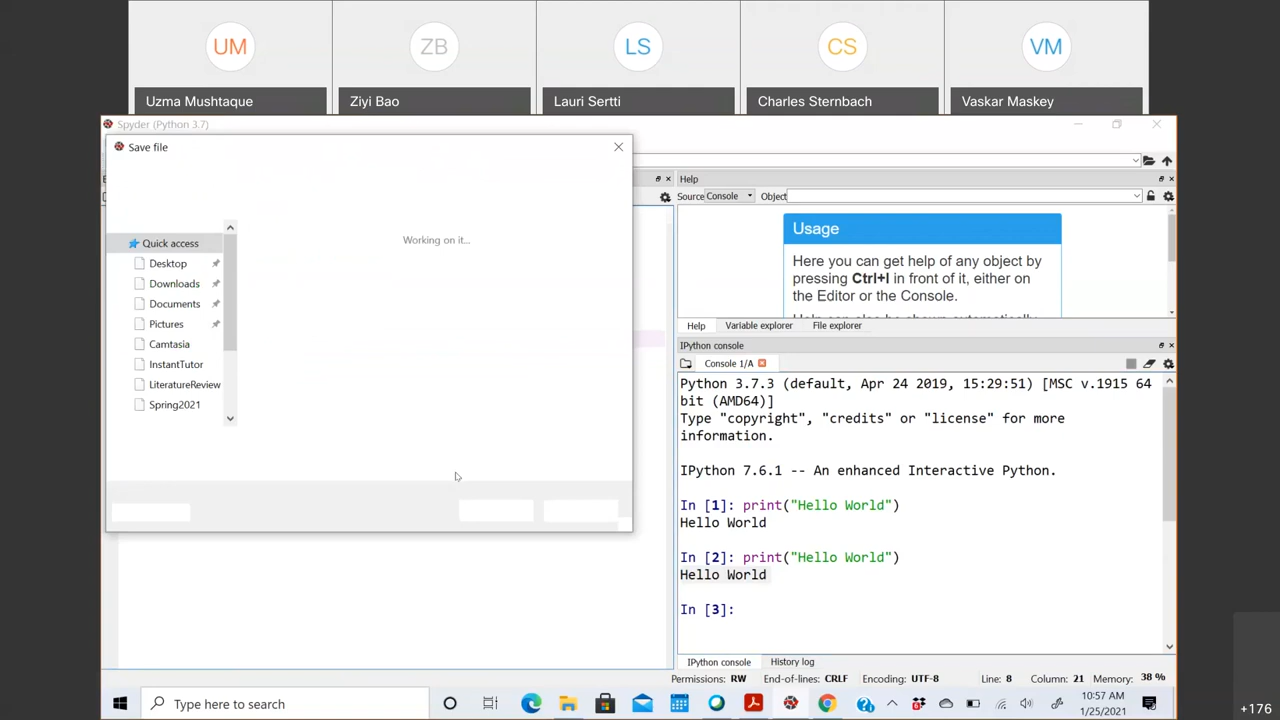 UM
ZB
LS
CS
VM
Uzma Mushtaque
Ziyi Bao
Lauri Sertti
Charles Sternbach
Vaskar Maskey
Spyder (Python 3.7)
Save file
Quick access
Desktop
Downloads
Documents
Pictures
Camtasia
InstantTutor
LiteratureReview
Spring2021
Working on it...
Help
Source Console Object
Usage
Here you can get help of any object by
pressing Ctrl+I in front of it, either on
the Editor or the Console.
Help Variable explorer File explorer
IPython console
Console 1/A
Python 3.7.3 (default, Apr 24 2019, 15:29:51) [MSC v.1915 64
bit (AMD64)]
Type "copyright", "credits" or "license" for more
information.
IPython 7.6.1 -- An enhanced Interactive Python.
In [1]: print("Hello World")
Hello World
In [2]: print("Hello World")
Hello World
In [3]:
IPython console History log
Permissions: RW End-of-lines: CRLF Encoding: UTF-8 Line: 8 Column: 21 Memory: 38 %
Type here to search
10:57 AM
1/25/2021
+176